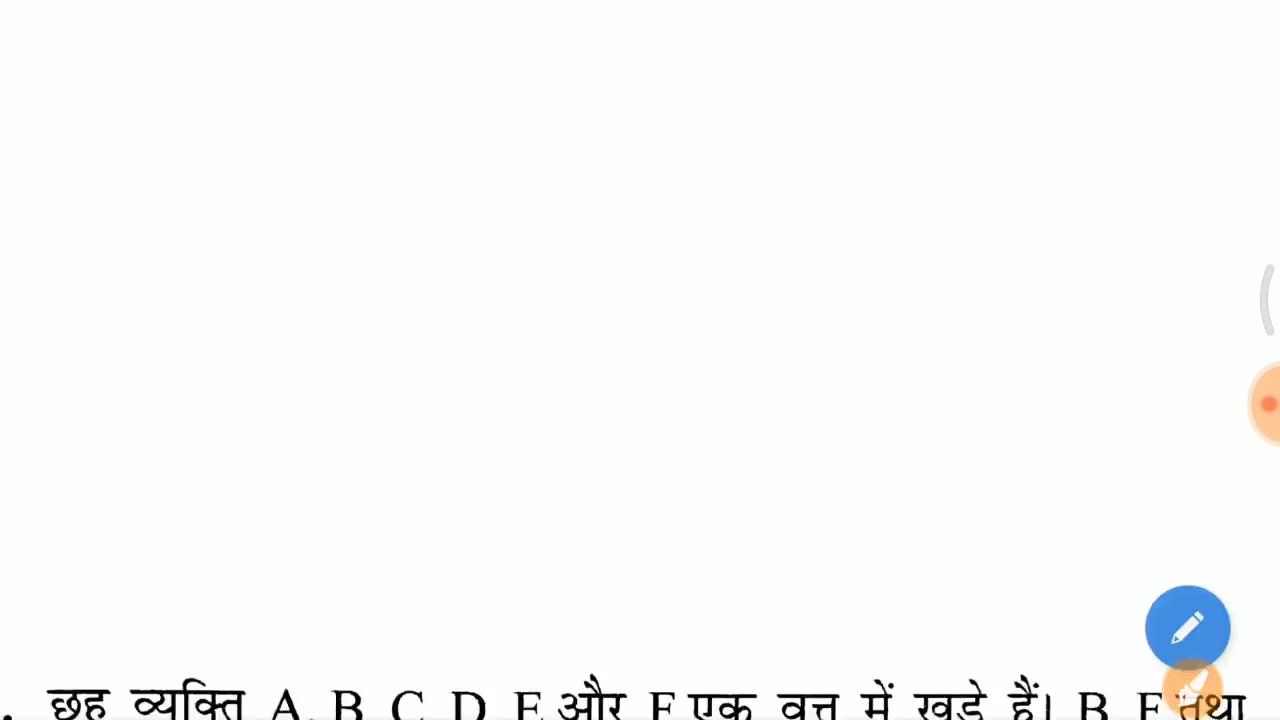 . छह व्यक्ति A, B, C, D, E और F एक वृत्त में खड़े हैं। B, F तथा